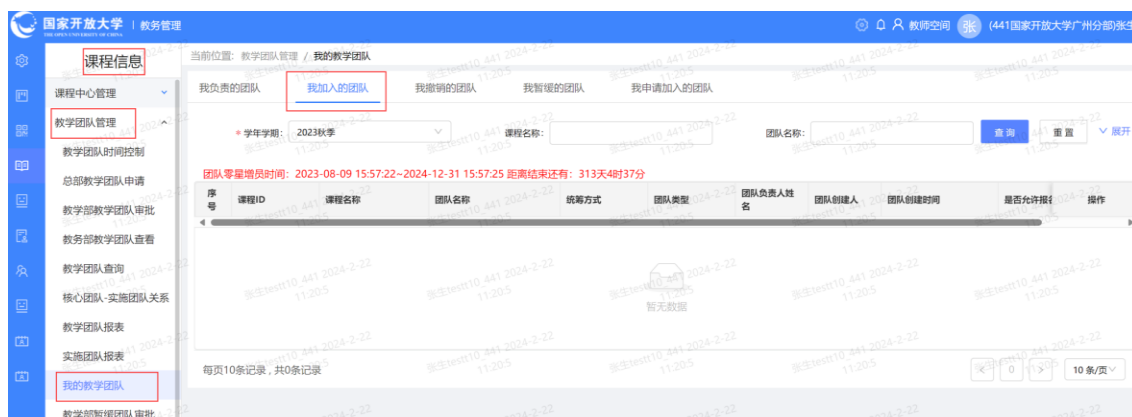 国家开放大学 | 教务管理
THE OPEN UNIVERSITY OF CHINA
教师空间 张 (441国家开放大学广州分部)张生
课程信息
课程中心管理
教学团队管理
教学团队时间控制
总部教学团队申请
教学部教学团队审批
教务部教学团队查看
教学团队查询
核心团队-实施团队关系
教学团队报表
实施团队报表
我的教学团队
教学部暂缓团队审批
当前位置: 教学团队管理 / 我的教学团队
我负责的团队 我加入的团队 我撤销的团队 我暂缓的团队 我申请加入的团队
* 学年学期: 2023秋季 课程名称: 团队名称: 查询 重置 展开
团队零星增员时间: 2023-08-09 15:57:22~2024-12-31 15:57:25 距离结束还有: 313天4时37分
序号 课程ID 课程名称 团队名称 统筹方式 团队类型 团队负责人姓名 团队创建人 团队创建时间 是否允许报 操作
暂无数据
每页10条记录 , 共0条记录
0
10 条/页